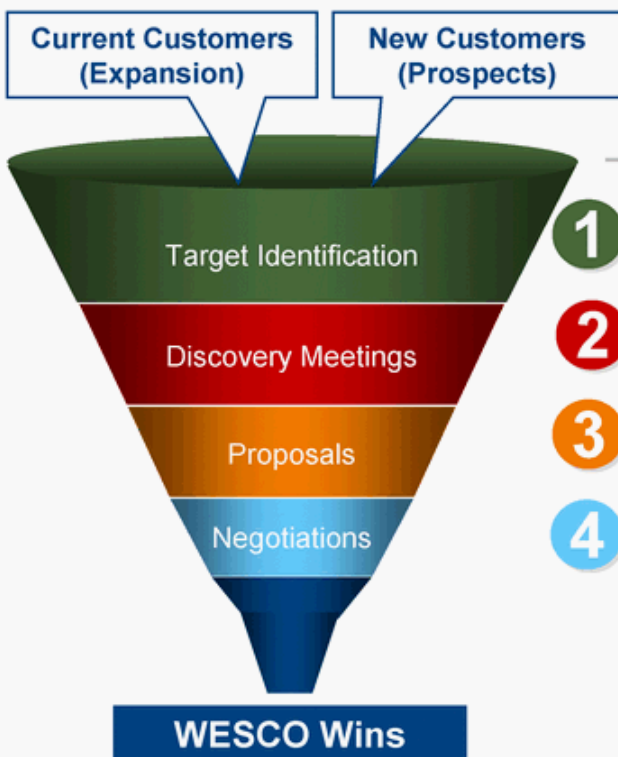 Current Customers
(Expansion)
New Customers
(Prospects)
Target Identification
1
Discovery Meetings
2
Proposals
3
Negotiations
4
WESCO Wins